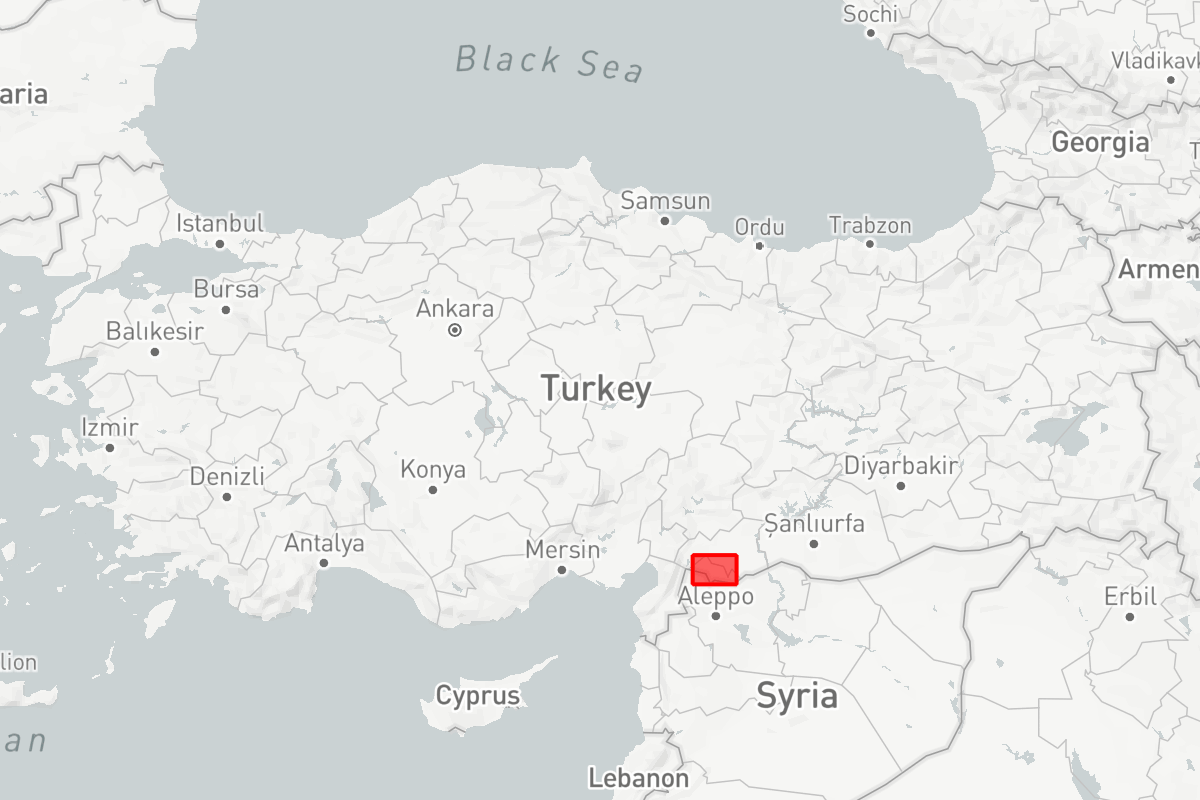 Sochi
Black Sea
Vladikavk
aria
Georgia
T
Samsun
Istanbul
Ordu
Trabzon
Armen
Bursa
Ankara
Balıkesir
Turkey
Izmir
Konya
Diyarbakir
Denizli
Şanlıurfa
Antalya
Mersin
Aleppo
Erbil
lion
Cyprus
Syria
an
Lebanon